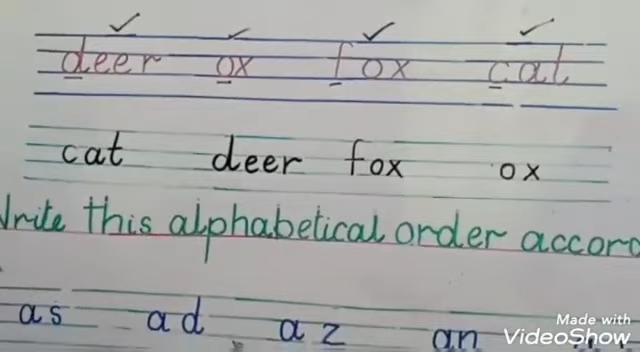 deer ox fox cat
cat deer fox ox
Write this alphabetical order accord
as ad az an
Made with
VideoShow